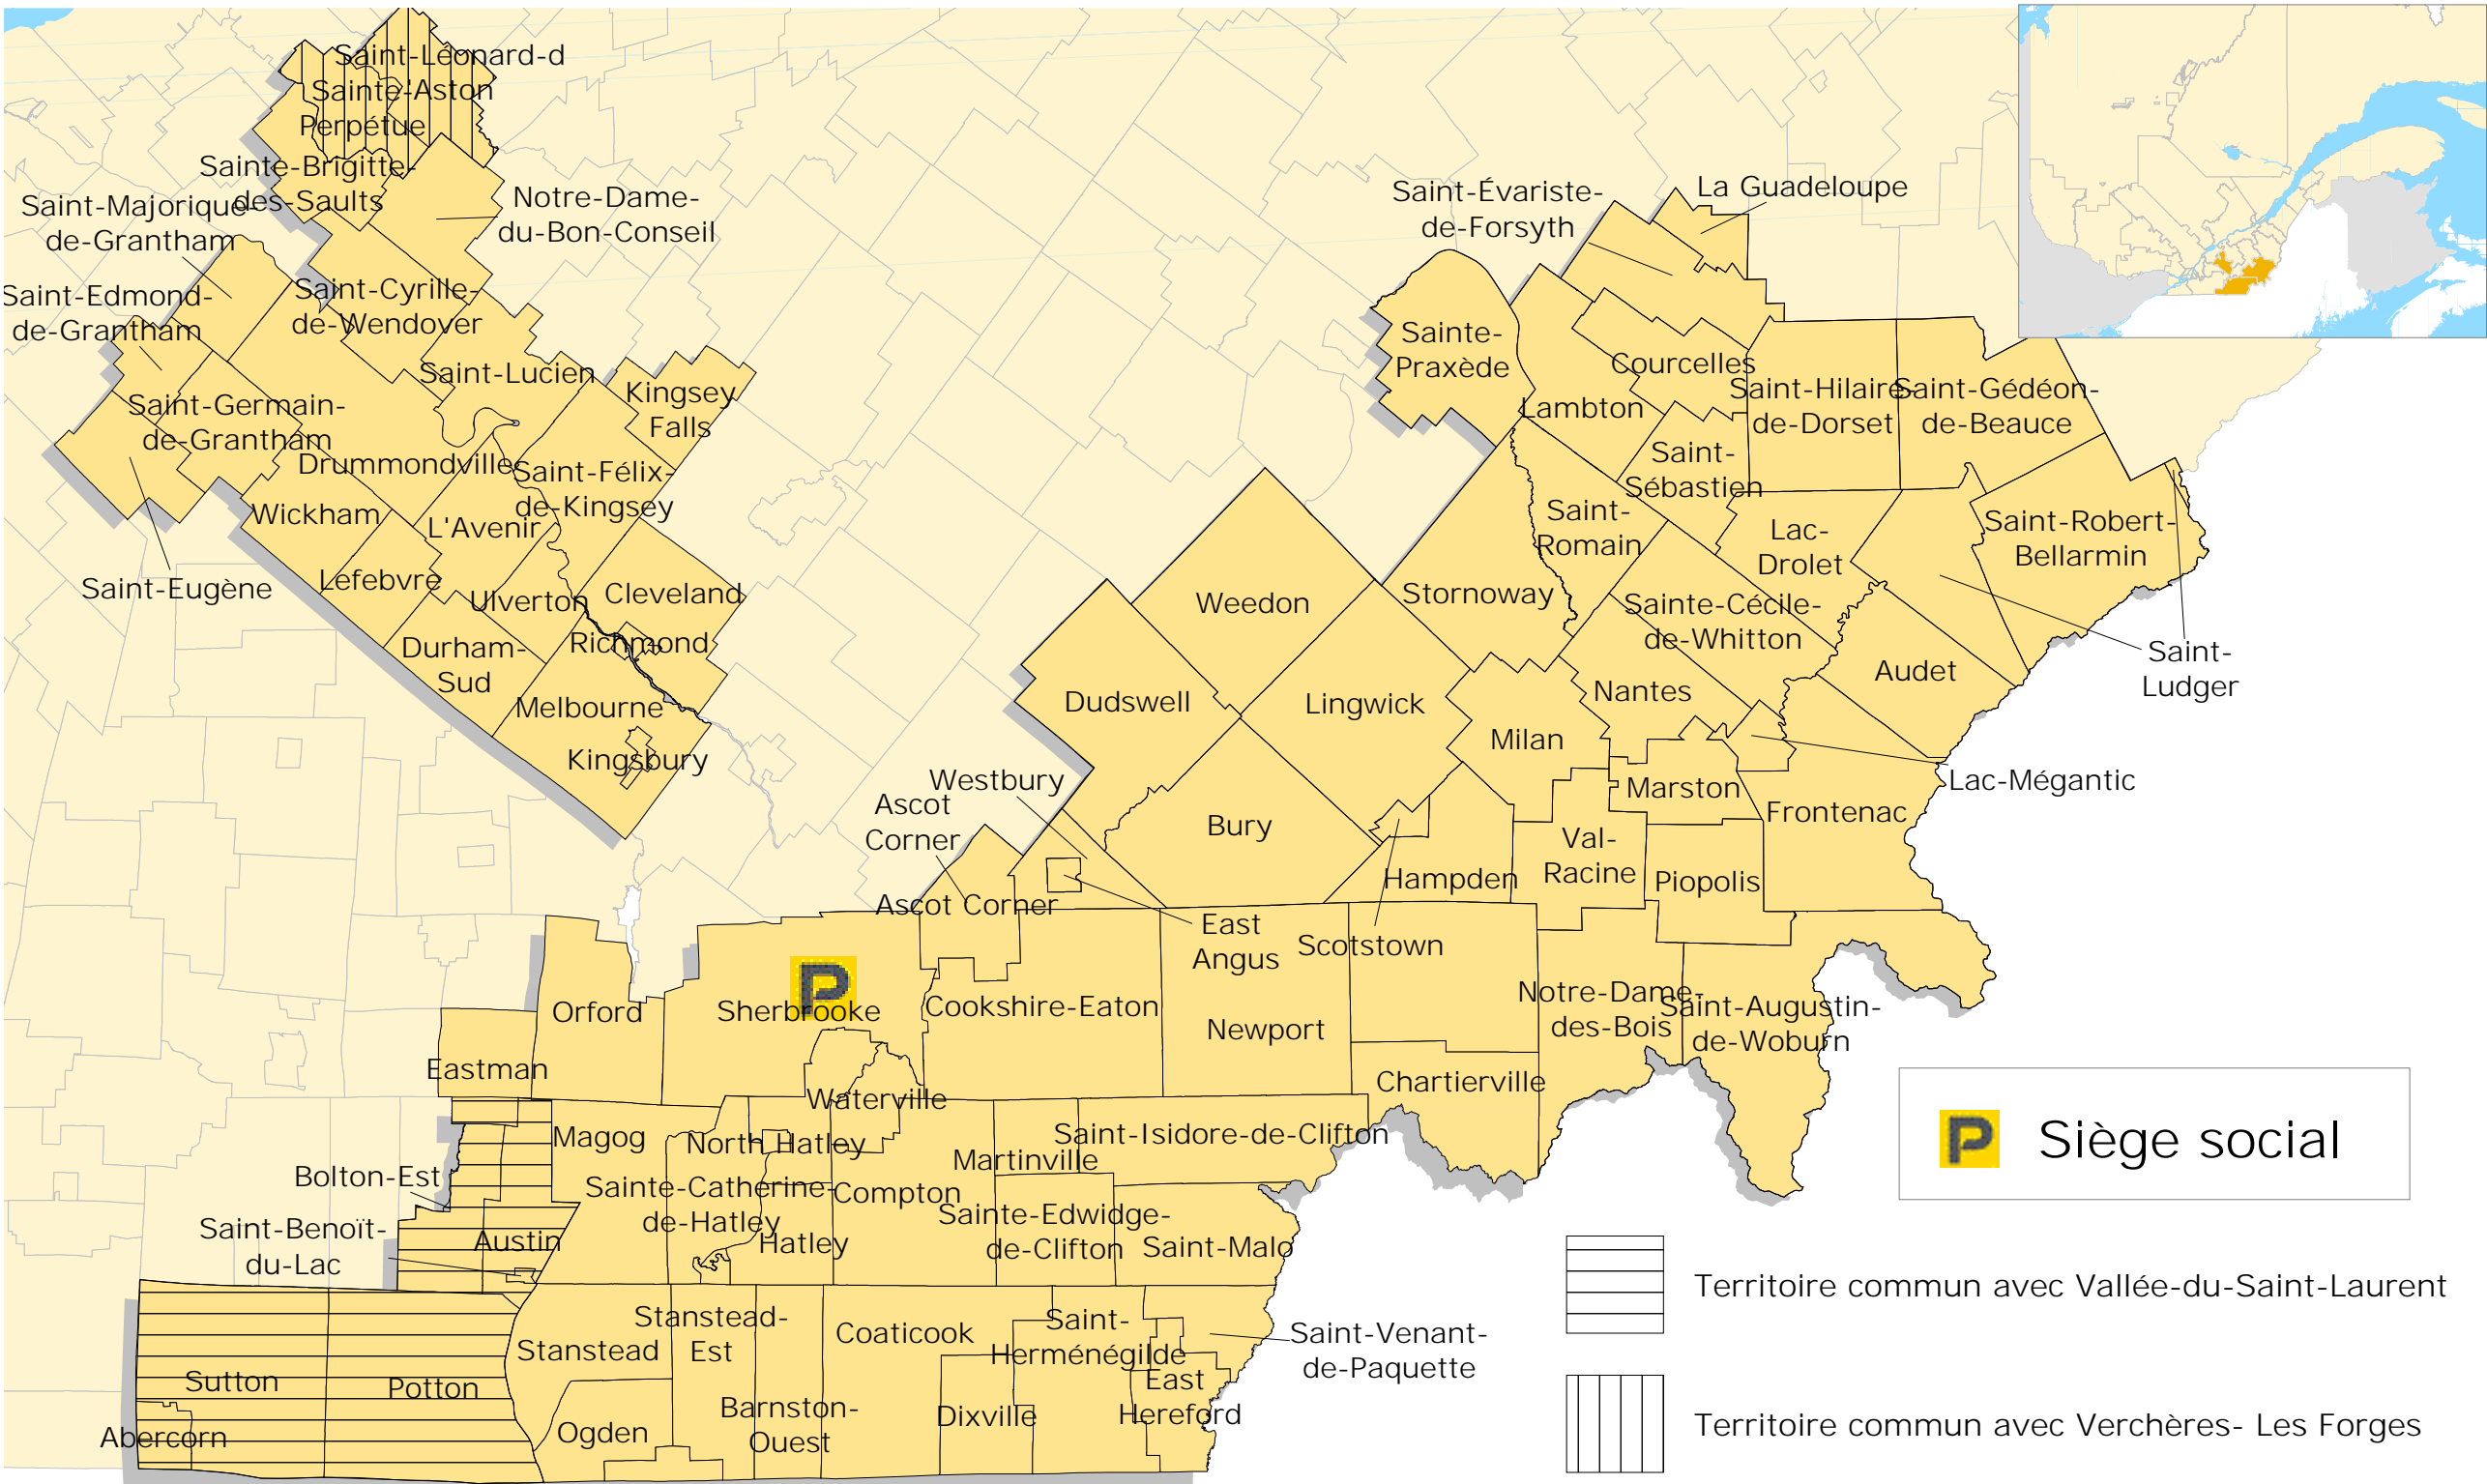 Saint-Léonard-d
'Aston
Sainte-
Perpétue
Sainte-Brigitte-
des-Saults
Notre-Dame-
du-Bon-Conseil
Saint-Majorique-
de-Grantham
Saint-Edmond-
de-Grantham
Saint-Cyrille-
de-Wendover
Saint-Lucien
Kingsey
Falls
Saint-Germain-
de-Grantham
Drummondville
Saint-Félix-
de-Kingsey
Wickham
L'Avenir
Saint-Eugène
Lefebvre
Ulverton
Cleveland
Richmond
Durham-
Sud
Melbourne
Kingsbury
Saint-Évariste-
de-Forsyth
La Guadeloupe
Sainte-
Praxède
Courcelles
Lambton
Saint-Hilaire-
de-Dorset
Saint-Gédéon-
de-Beauce
Saint-
Sébastien
Saint-
Romain
Lac-
Drolet
Saint-Robert-
Bellarmin
Weedon
Stornoway
Sainte-Cécile-
de-Whitton
Saint-
Ludger
Audet
Dudswell
Lingwick
Nantes
Milan
Lac-Mégantic
Marston
Frontenac
Westbury
Ascot
Corner
Bury
Val-
Racine
Hampden
Piopolis
Ascot Corner
East
Angus
Scotstown
P
Sherbrooke
Orford
Cookshire-Eaton
Newport
Notre-Dame-
des-Bois
Saint-Augustin-
de-Woburn
Eastman
Chartierville
Waterville
Magog
North Hatley
Saint-Isidore-de-Clifton
Martinville
Bolton-Est
Sainte-Catherine-
de-Hatley
Compton
Sainte-Edwidge-
de-Clifton
Saint-Malo
Saint-Benoït-
du-Lac
Austin
Hatley
Stanstead-
Est
Stanstead
Coaticook
Saint-
Herménégilde
Saint-Venant-
de-Paquette
Sutton
Potton
East
Hereford
Barnston-
Ouest
Dixville
Ogden
Abercorn
P Siège social
Territoire commun avec Vallée-du-Saint-Laurent
Territoire commun avec Verchères- Les Forges